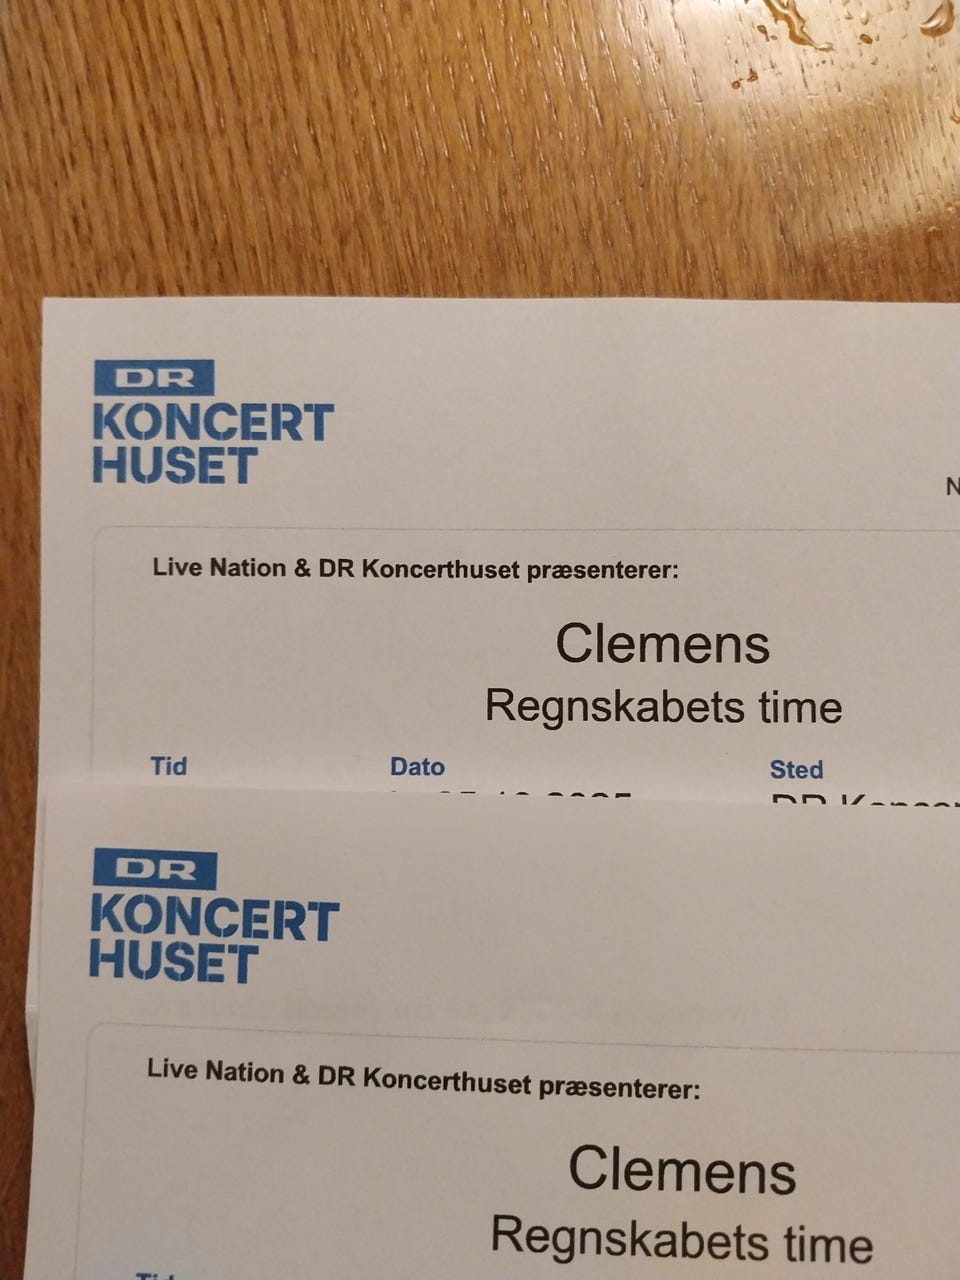 DR
KONCERT
HUSET
N
Live Nation & DR Koncerthuset præsenterer:
Clemens
Regnskabets time
Tid Dato Sted
DR
KONCERT
HUSET
Live Nation & DR Koncerthuset præsenterer:
Clemens
Regnskabets time